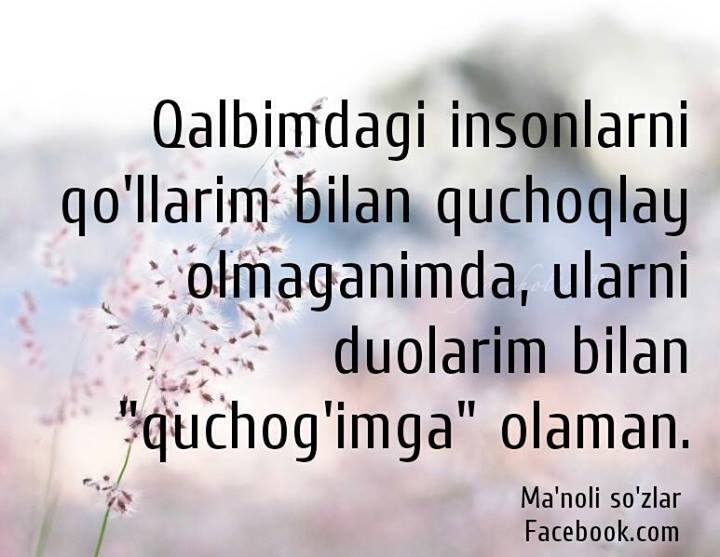 Qalbimdagi insonlarni
qo'llarim bilan quchoqlay
olmaganimda, ularni
duolarim bilan
"quchog'imga" olaman.
Ma'noli so'zlar
Facebook.com